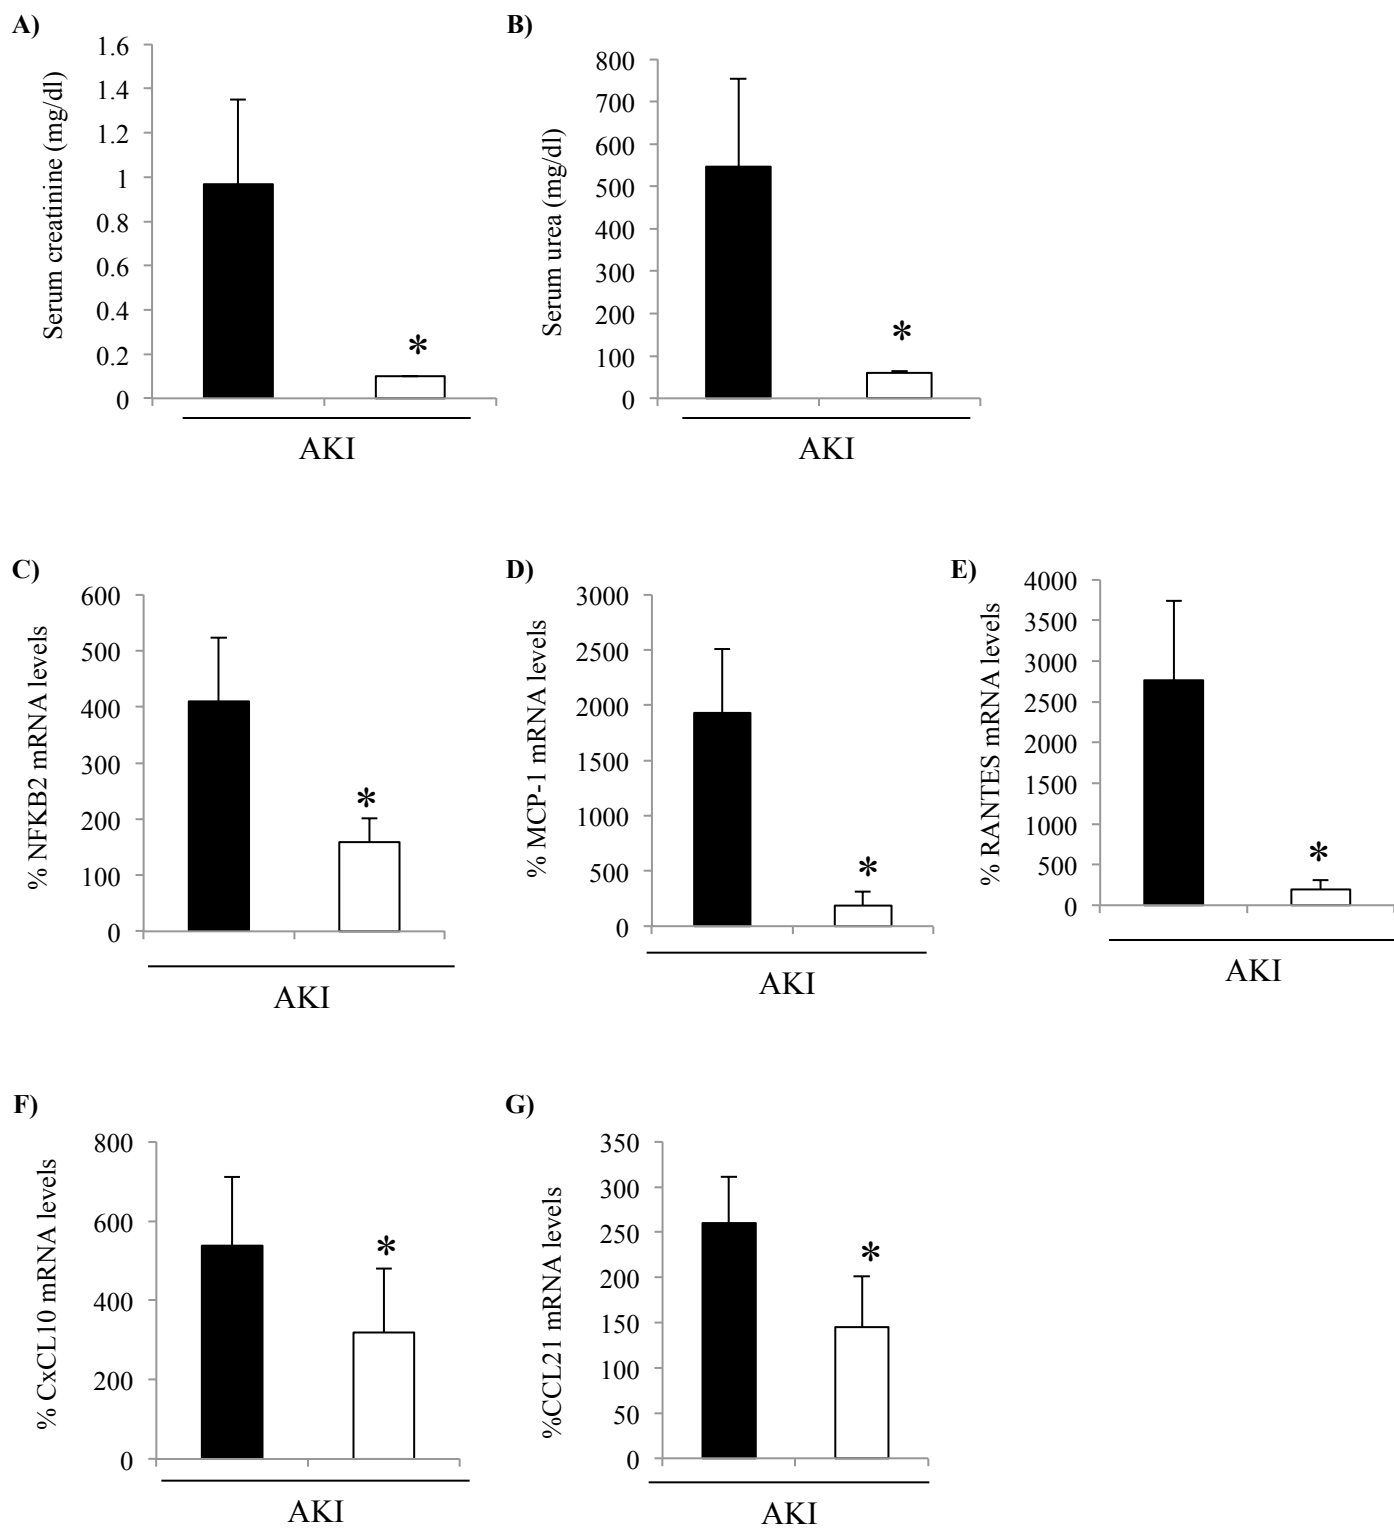 A)
Serum creatinine (mg/dl)
1.6
1.4
1.2
1
0.8
0.6
0.4
0.2
0
*
AKI
B)
Serum urea (mg/dl)
800
700
600
500
400
300
200
100
0
*
AKI
C)
% NFKB2 mRNA levels
600
500
400
300
200
100
0
*
AKI
D)
% MCP-1 mRNA levels
3000
2500
2000
1500
1000
500
0
*
AKI
E)
% RANTES mRNA levels
4000
3500
3000
2500
2000
1500
1000
500
0
*
AKI
F)
% CxCL10 mRNA levels
800
600
400
200
0
*
AKI
G)
%CCL21 mRNA levels
350
300
250
200
150
100
50
0
*
AKI